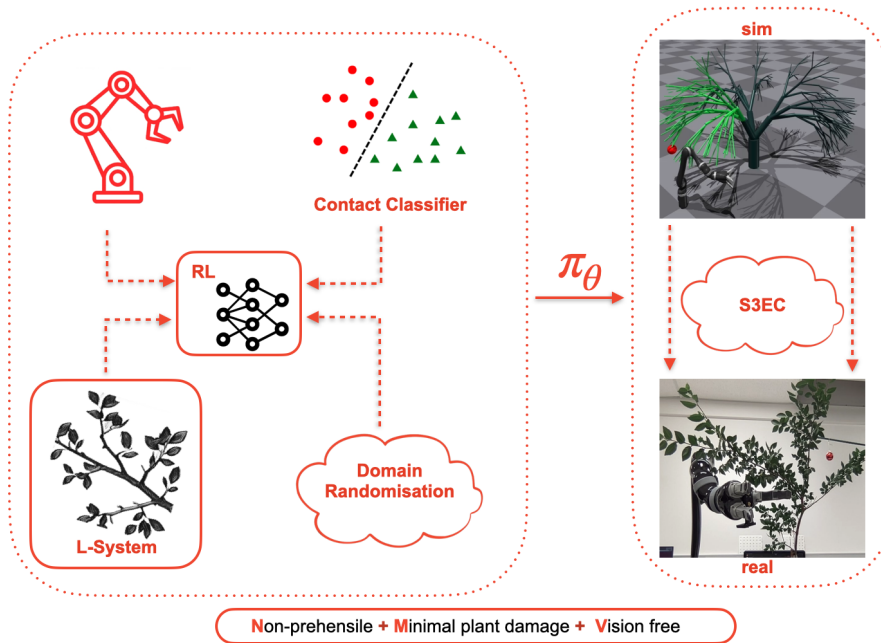 sim
Contact Classifier
RL
πθ
S3EC
Domain
Randomisation
L-System
real
Non-prehensile + Minimal plant damage + Vision free